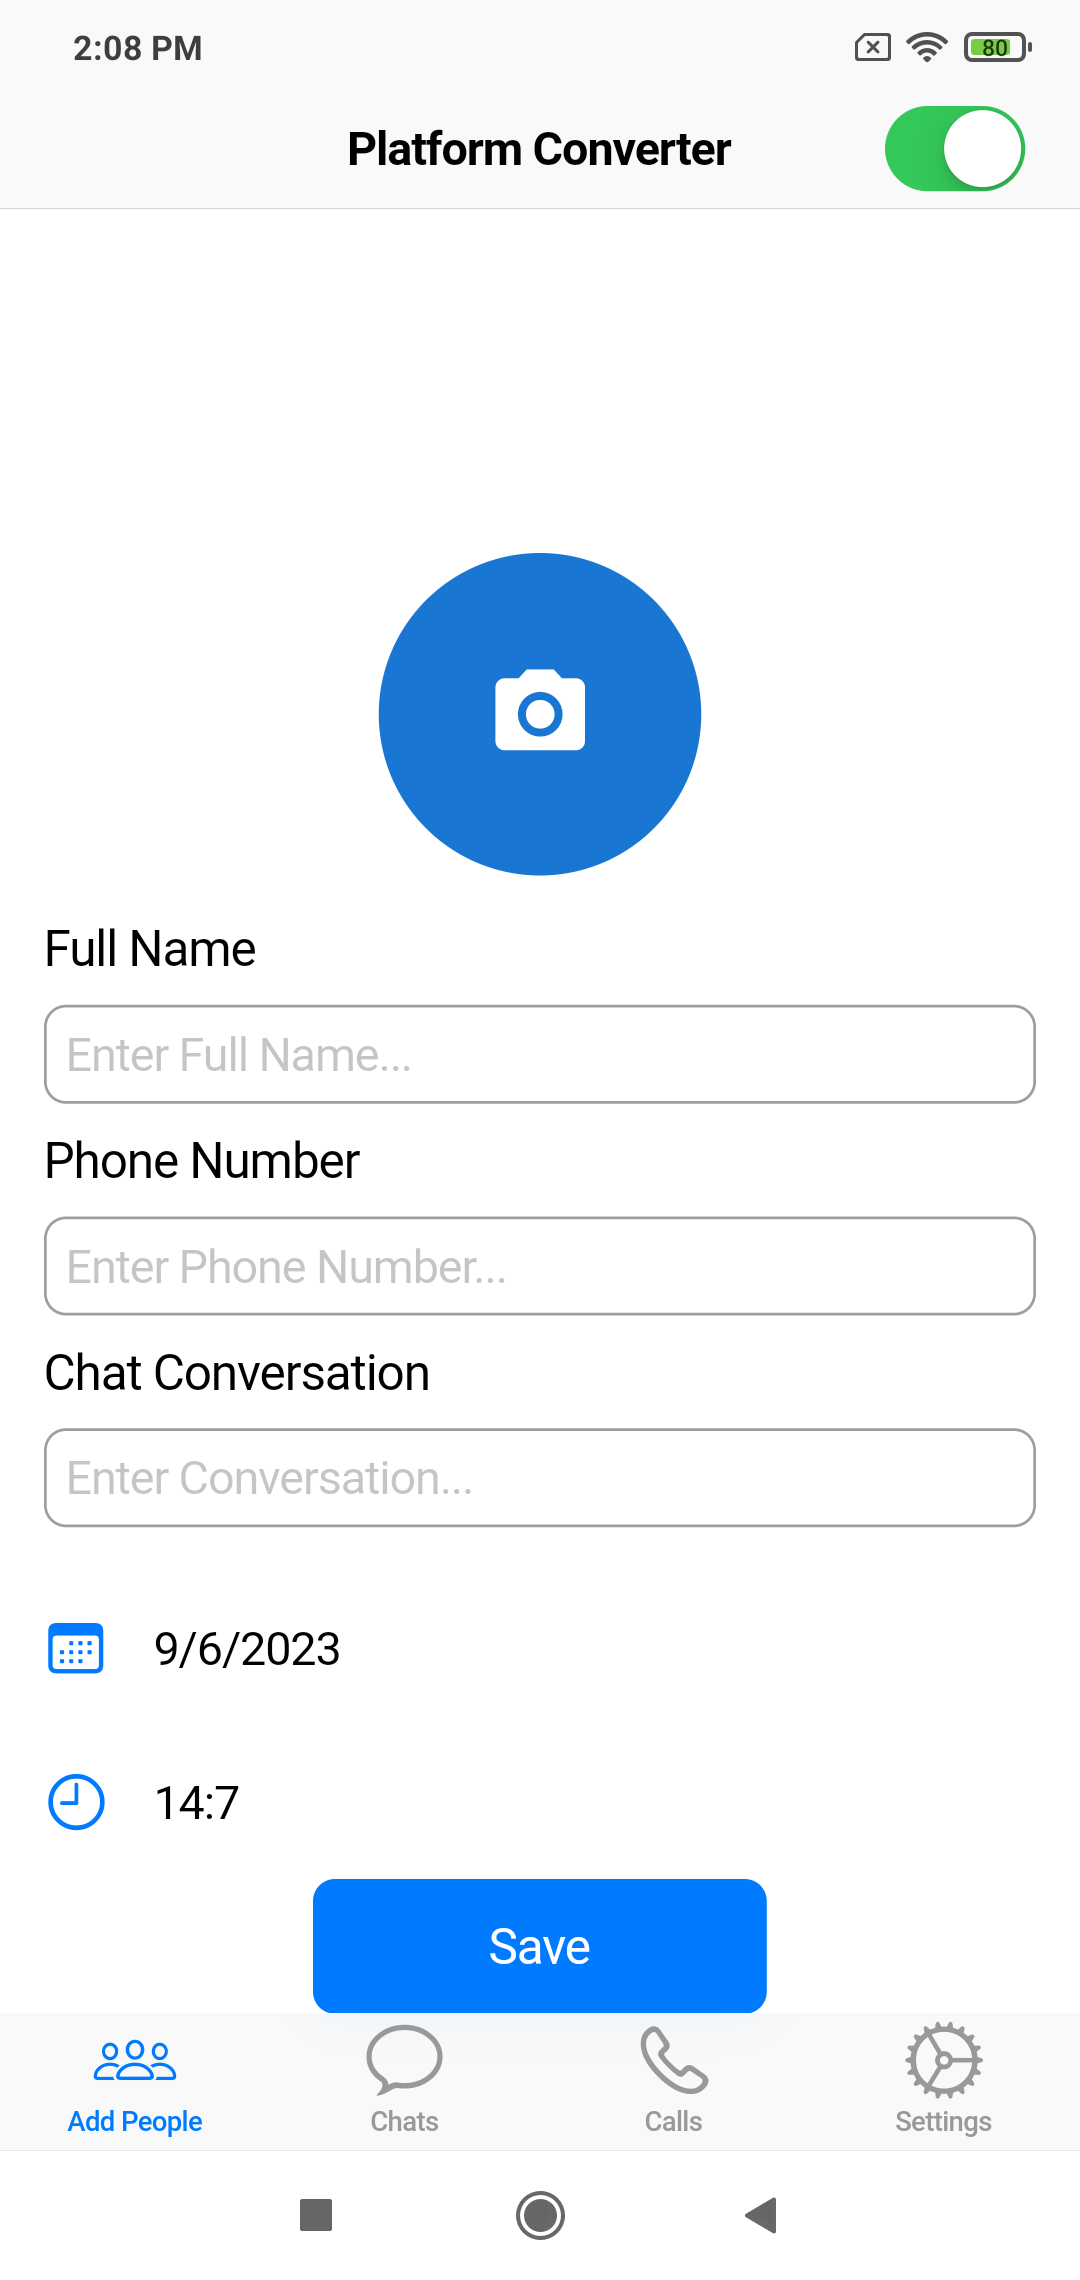 2:08 PM
80
Platform Converter
Full Name
Enter Full Name...
Phone Number
Enter Phone Number...
Chat Conversation
Enter Conversation...
9/6/2023
14:7
Save
Add People
Chats
Calls
Settings